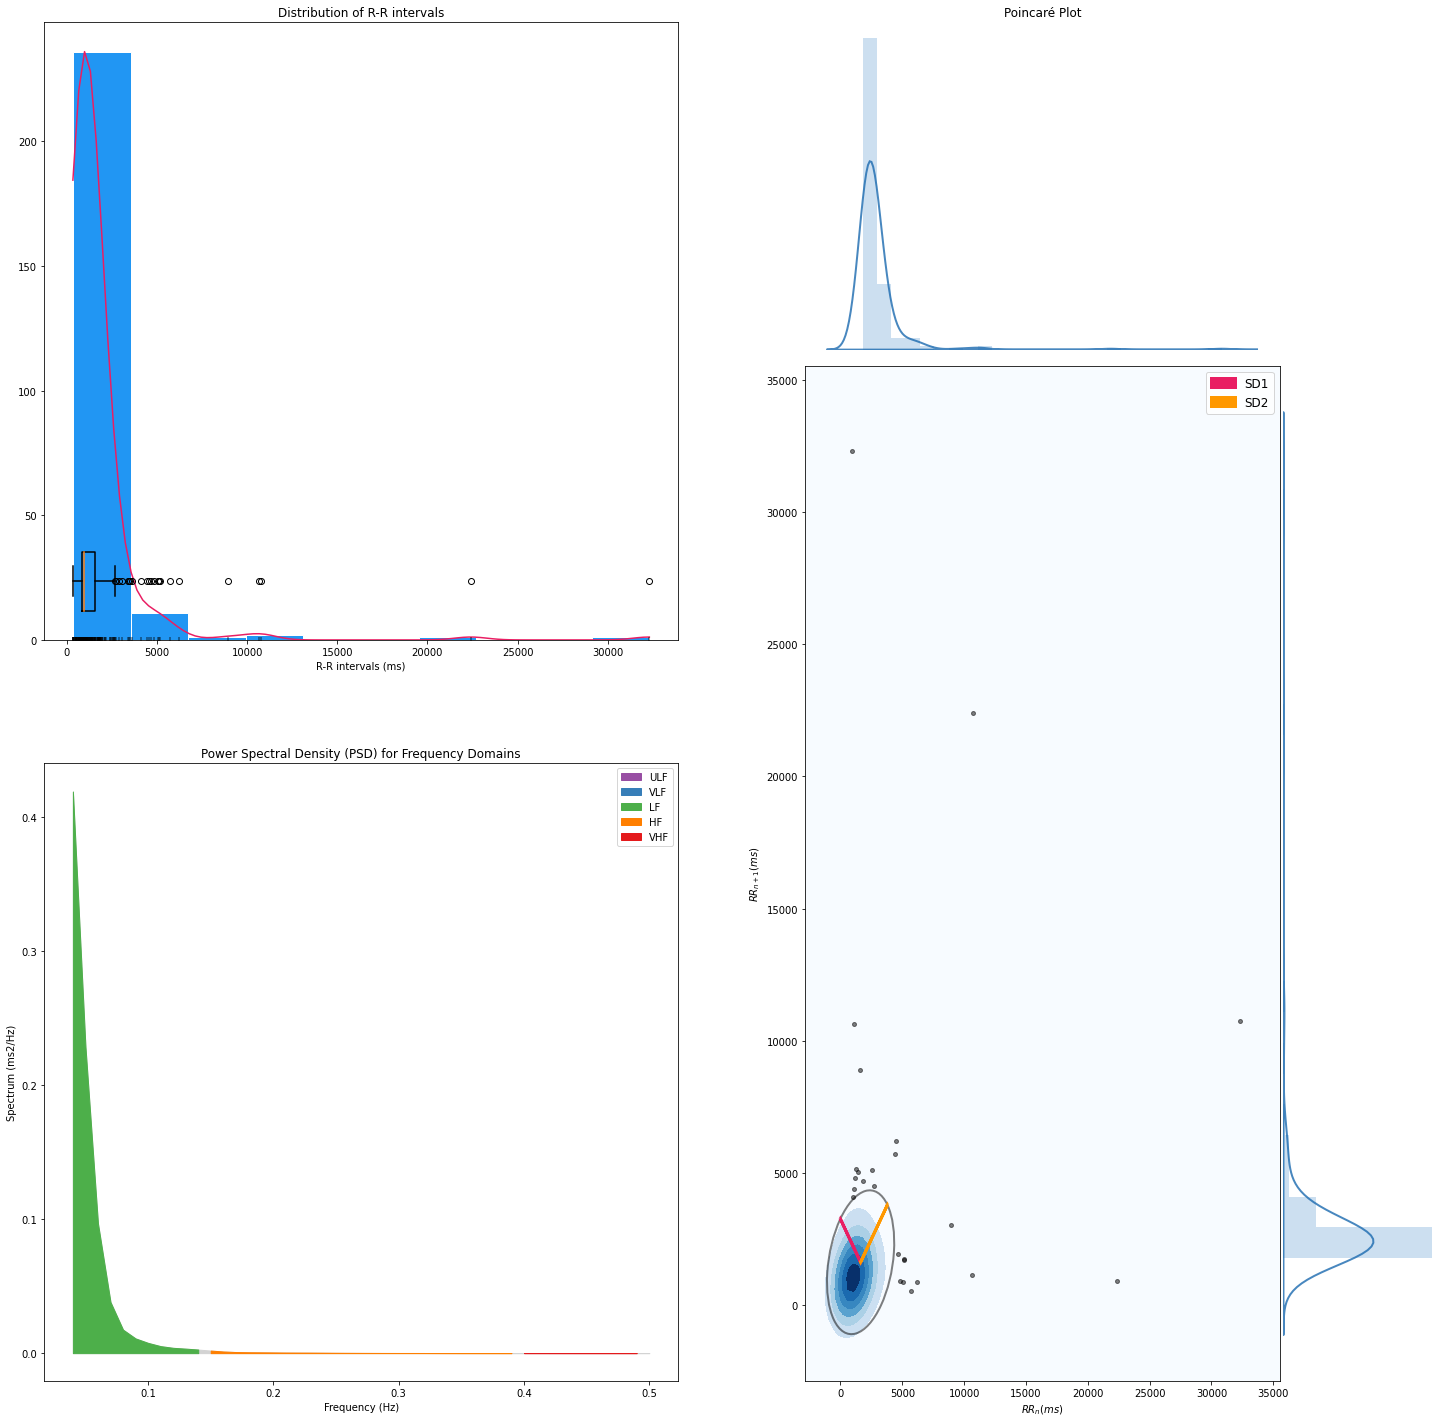 Distribution of R-R intervals
200
150
100
50
0
0 5000 10000 15000 20000 25000 30000
R-R intervals (ms)
Poincaré Plot
SD1
SD2
35000
30000
25000
20000
15000
10000
5000
0
RRn+1(ms)
0 5000 10000 15000 20000 25000 30000 35000
RRn(ms)
Power Spectral Density (PSD) for Frequency Domains
ULF
VLF
LF
HF
VHF
0.4
0.3
0.2
0.1
0.0
Spectrum (ms2/Hz)
0.1 0.2 0.3 0.4 0.5
Frequency (Hz)